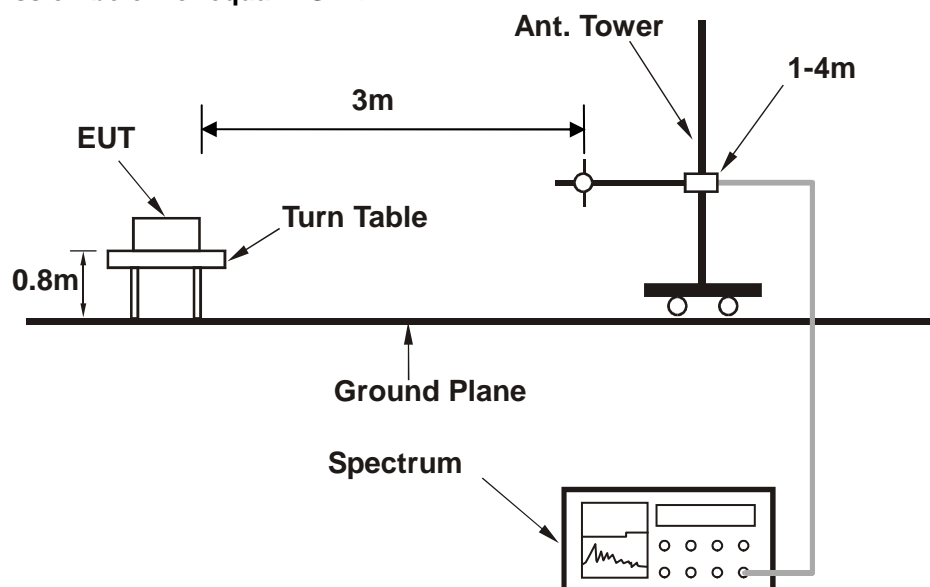 Ant. Tower
1-4m
3m
EUT
Turn Table
0.8m
Ground Plane
Spectrum